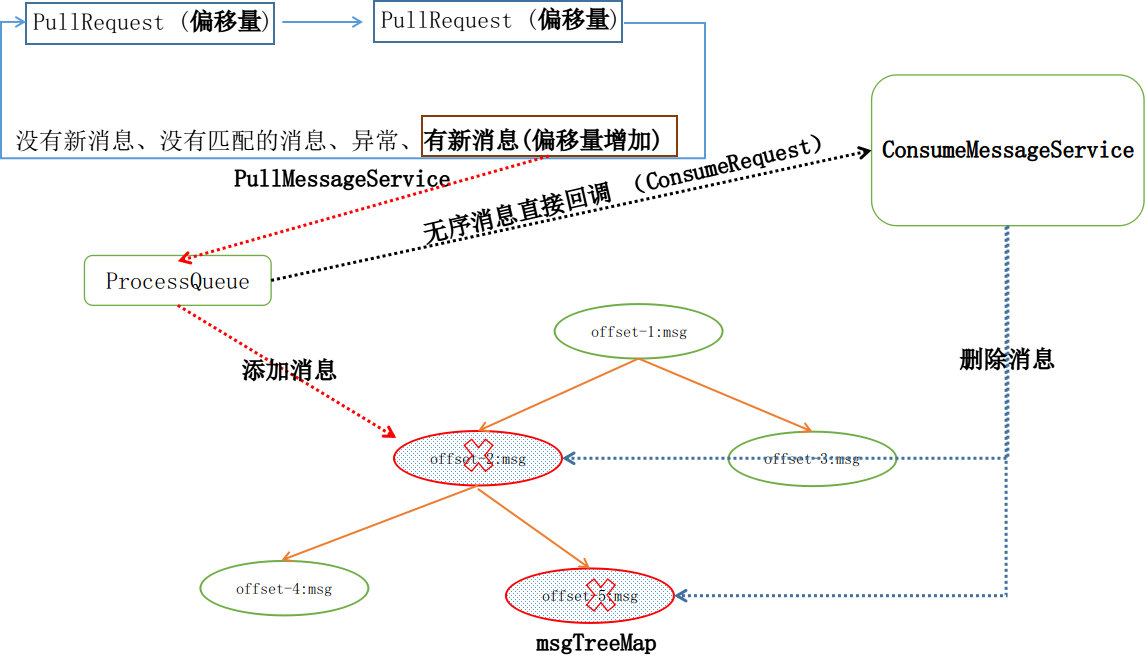 PullRequest (偏移量)
PullRequest (偏移量)
没有新消息、没有匹配的消息、异常、有新消息(偏移量增加)
PullMessageService
无序消息直接回调 （ConsumeRequest）
ConsumeMessageService
ProcessQueue
添加消息
删除消息
offset-1:msg
offset-2:msg
offset-3:msg
offset-4:msg
offset-5:msg
msgTreeMap